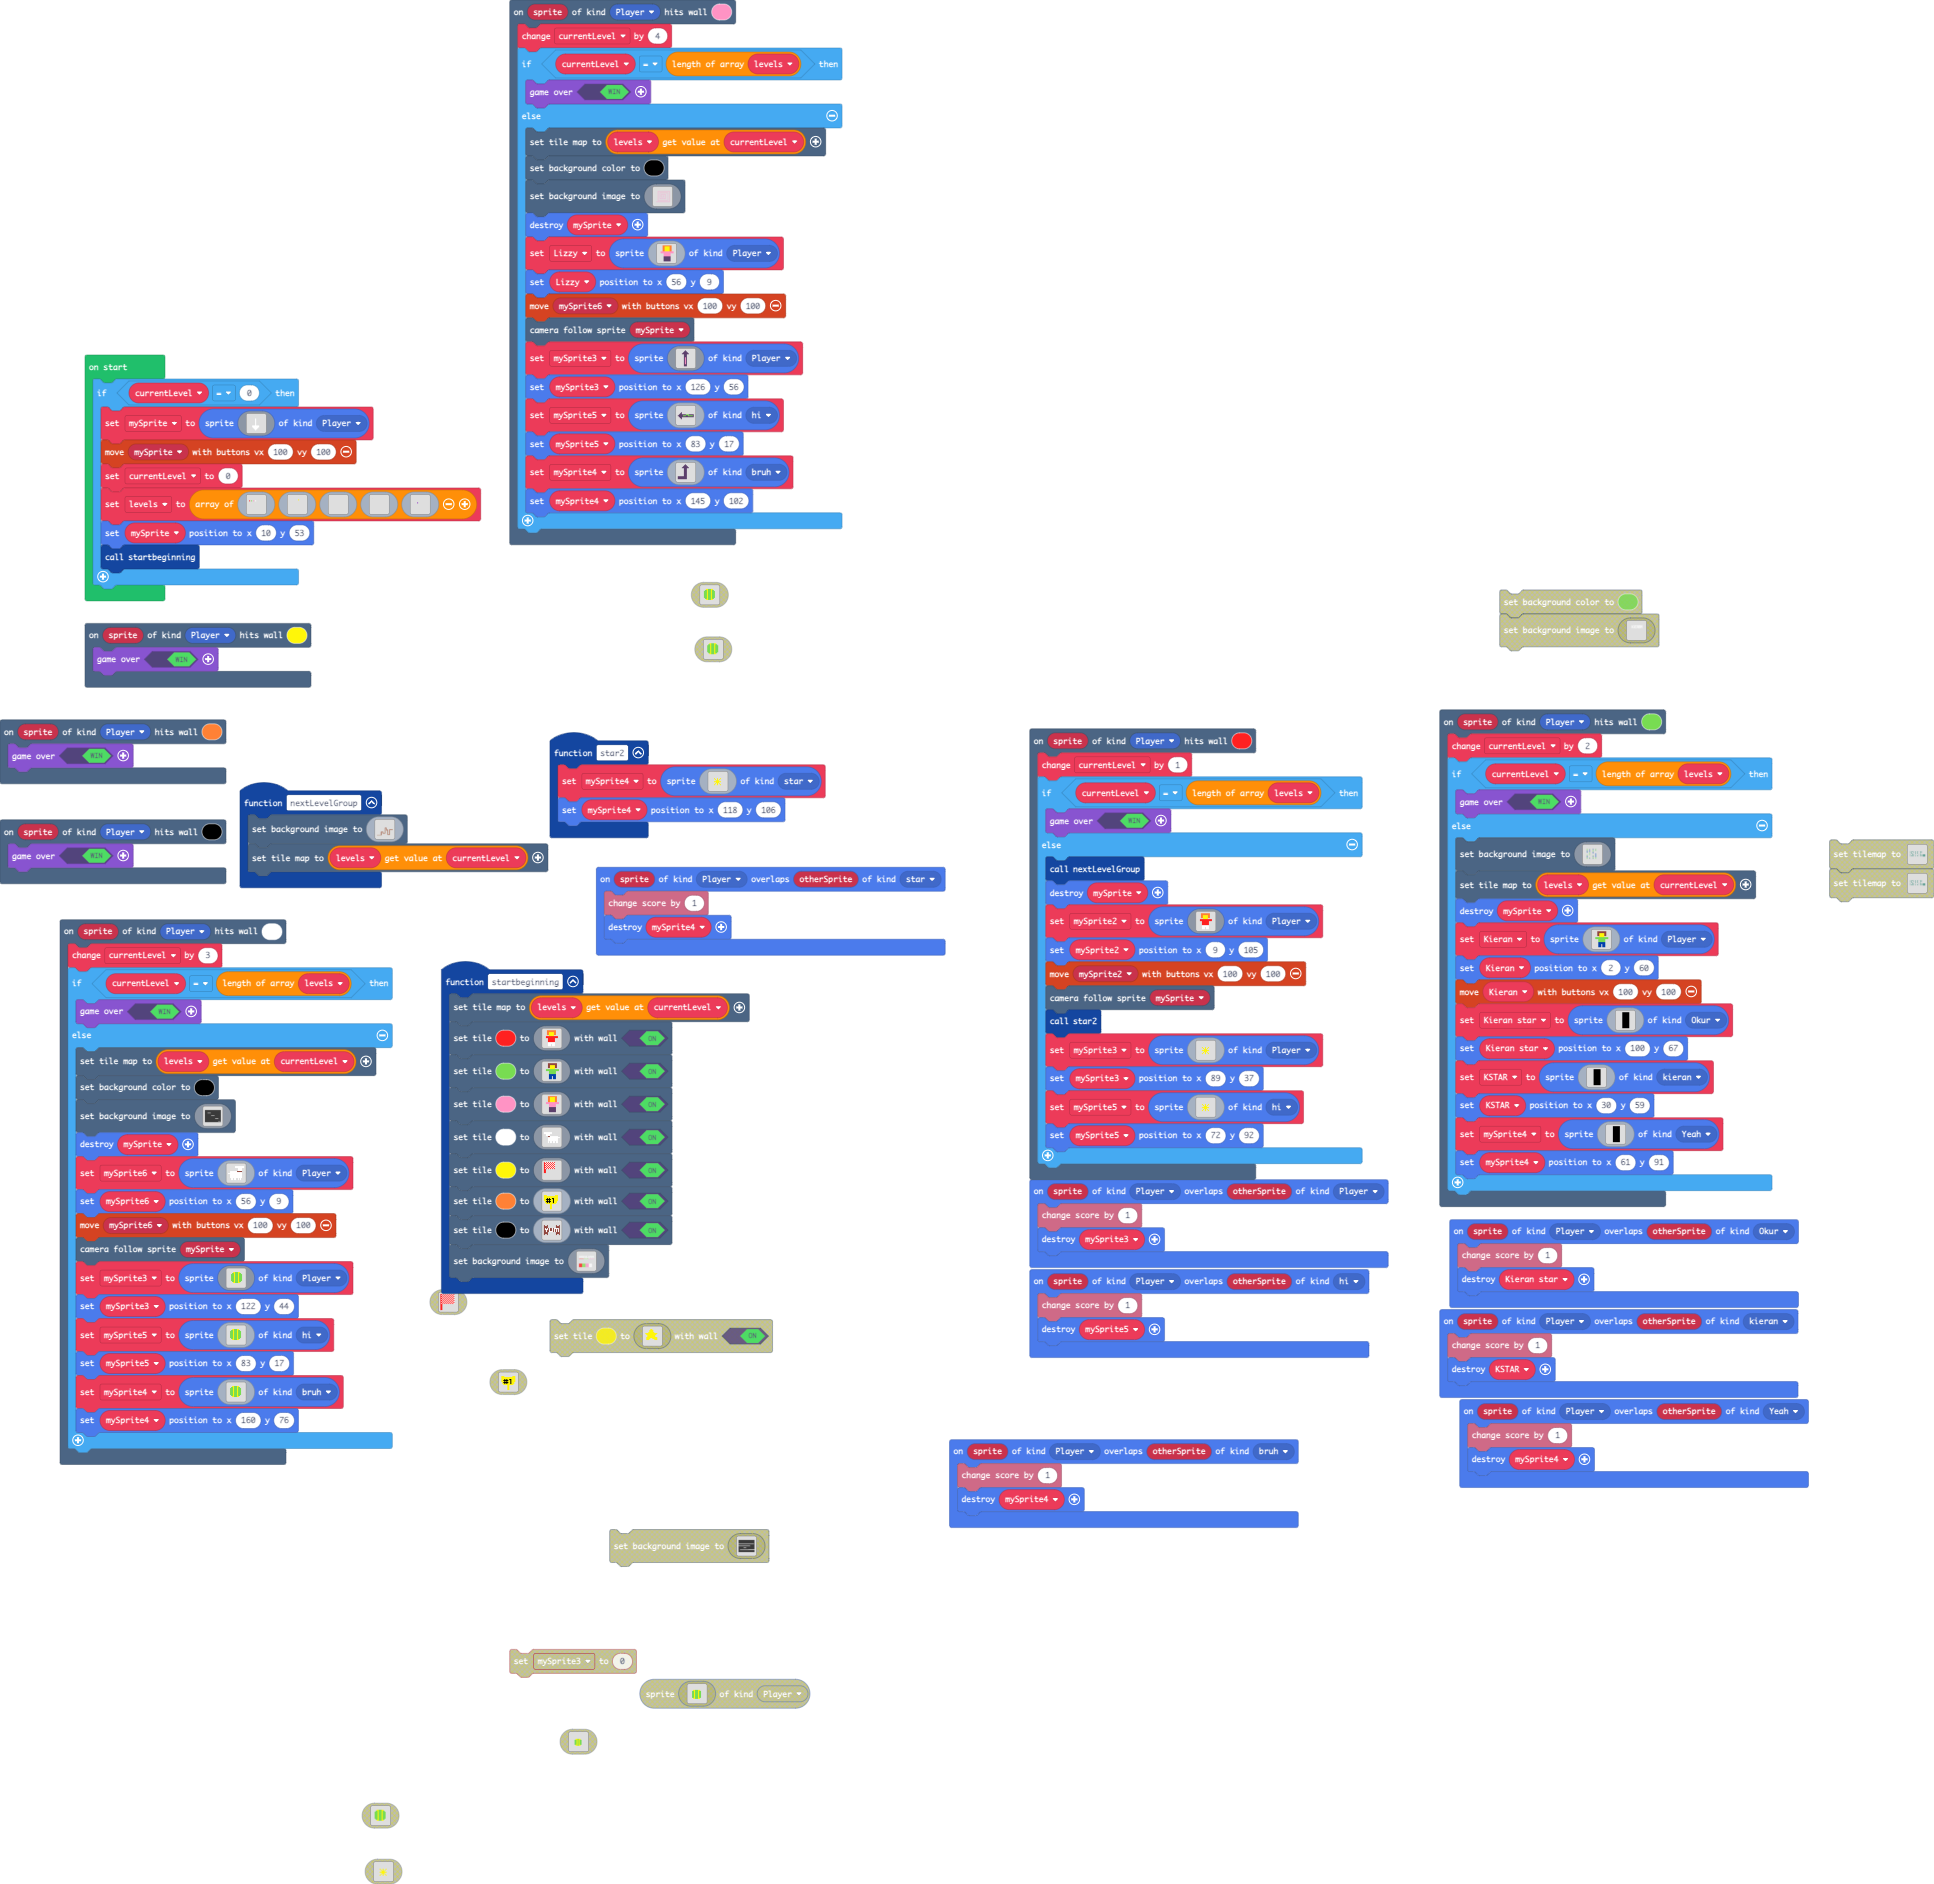 on sprite of kind Player hits wall
change currentLevel by 4
if currentLevel = length of array levels then
game over WIN
else
set tile map to levels get value at currentLevel
set background color to
set background image to
destroy mySprite
set Lizzy to sprite of kind Player
set Lizzy position to x 56 y 9
move mySprite6 with buttons vx 100 vy 100
camera follow sprite mySprite
set mySprite3 to sprite of kind Player
set mySprite3 position to x 126 y 56
set mySprite5 to sprite of kind hi
set mySprite5 position to x 83 y 17
set mySprite4 to sprite of kind bruh
set mySprite4 position to x 145 y 102
on start
if currentLevel = 0 then
set mySprite to sprite of kind Player
move mySprite with buttons vx 100 vy 100
set currentLevel to 0
set levels to array of
set mySprite position to x 10 y 53
call startbeginning
on sprite of kind Player hits wall
game over WIN
on sprite of kind Player hits wall
game over WIN
on sprite of kind Player hits wall
game over WIN
function nextLevelGroup
set background image to
set tile map to levels get value at currentLevel
function star2
set mySprite4 to sprite of kind star
set mySprite4 position to x 118 y 106
on sprite of kind Player overlaps otherSprite of kind star
change score by 1
destroy mySprite4
on sprite of kind Player hits wall
change currentLevel by 3
if currentLevel = length of array levels then
game over WIN
else
set tile map to levels get value at currentLevel
set background color to
set background image to
destroy mySprite
set mySprite6 to sprite of kind Player
set mySprite6 position to x 56 y 9
move mySprite6 with buttons vx 100 vy 100
camera follow sprite mySprite
set mySprite3 to sprite of kind Player
set mySprite3 position to x 122 y 44
set mySprite5 to sprite of kind hi
set mySprite5 position to x 83 y 17
set mySprite4 to sprite of kind bruh
set mySprite4 position to x 160 y 76
function startbeginning
set tile map to levels get value at currentLevel
set tile to with wall ON
set tile to with wall ON
set tile to with wall ON
set tile to with wall ON
set tile to with wall ON
set tile to #1 with wall ON
set tile to with wall ON
set background image to
set tile to with wall ON
#1
set background image to
set mySprite3 to 0
sprite of kind Player
on sprite of kind Player hits wall
change currentLevel by 1
if currentLevel = length of array levels then
game over WIN
else
call nextLevelGroup
destroy mySprite
set mySprite2 to sprite of kind Player
set mySprite2 position to x 9 y 105
move mySprite2 with buttons vx 100 vy 100
camera follow sprite mySprite
call star2
set mySprite3 to sprite of kind Player
set mySprite3 position to x 89 y 37
set mySprite5 to sprite of kind hi
set mySprite5 position to x 72 y 92
on sprite of kind Player overlaps otherSprite of kind Player
change score by 1
destroy mySprite3
on sprite of kind Player overlaps otherSprite of kind hi
change score by 1
destroy mySprite5
on sprite of kind Player overlaps otherSprite of kind bruh
change score by 1
destroy mySprite4
set background color to
set background image to
on sprite of kind Player hits wall
change currentLevel by 2
if currentLevel = length of array levels then
game over WIN
else
set background image to
set tile map to levels get value at currentLevel
destroy mySprite
set Kieran to sprite of kind Player
set Kieran position to x 2 y 60
move Kieran with buttons vx 100 vy 100
set Kieran star to sprite of kind Okur
set Kieran star position to x 100 y 67
set KSTAR to sprite of kind kieran
set KSTAR position to x 30 y 59
set mySprite4 to sprite of kind Yeah
set mySprite4 position to x 61 y 91
set tilemap to
set tilemap to
on sprite of kind Player overlaps otherSprite of kind Okur
change score by 1
destroy Kieran star
on sprite of kind Player overlaps otherSprite of kind kieran
change score by 1
destroy KSTAR
on sprite of kind Player overlaps otherSprite of kind Yeah
change score by 1
destroy mySprite4